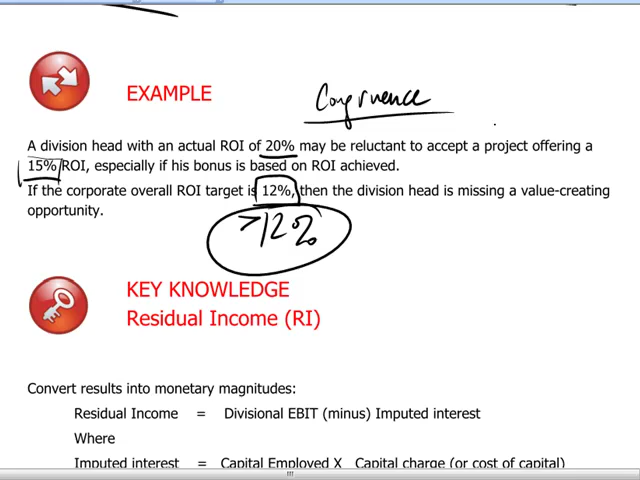 EXAMPLE
Congruence
A division head with an actual ROI of 20% may be reluctant to accept a project offering a
15% ROI, especially if his bonus is based on ROI achieved.
If the corporate overall ROI target is 12%, then the division head is missing a value-creating
opportunity.
>12%
KEY KNOWLEDGE
Residual Income (RI)
Convert results into monetary magnitudes:
Residual Income = Divisional EBIT (minus) Imputed interest
Where
Imputed interest = Capital Employed X Capital charge (or cost of capital)